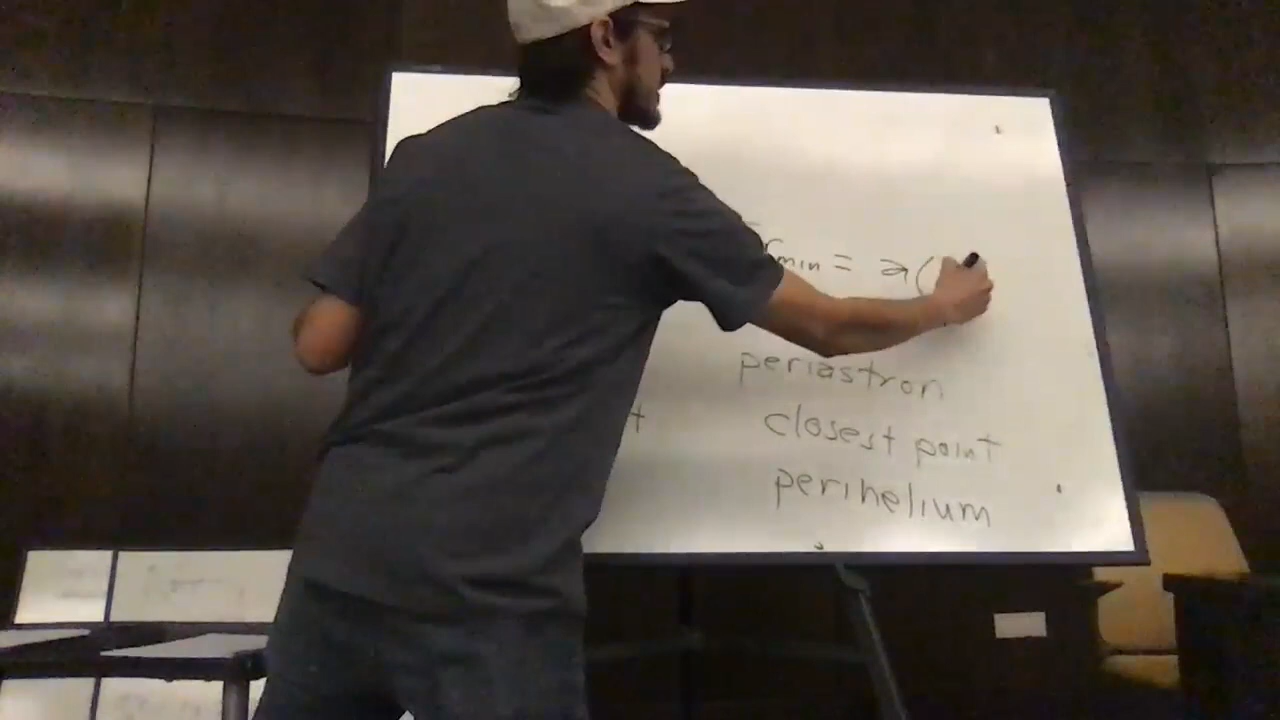 rmin = a(
periastron
closest point
perihelium